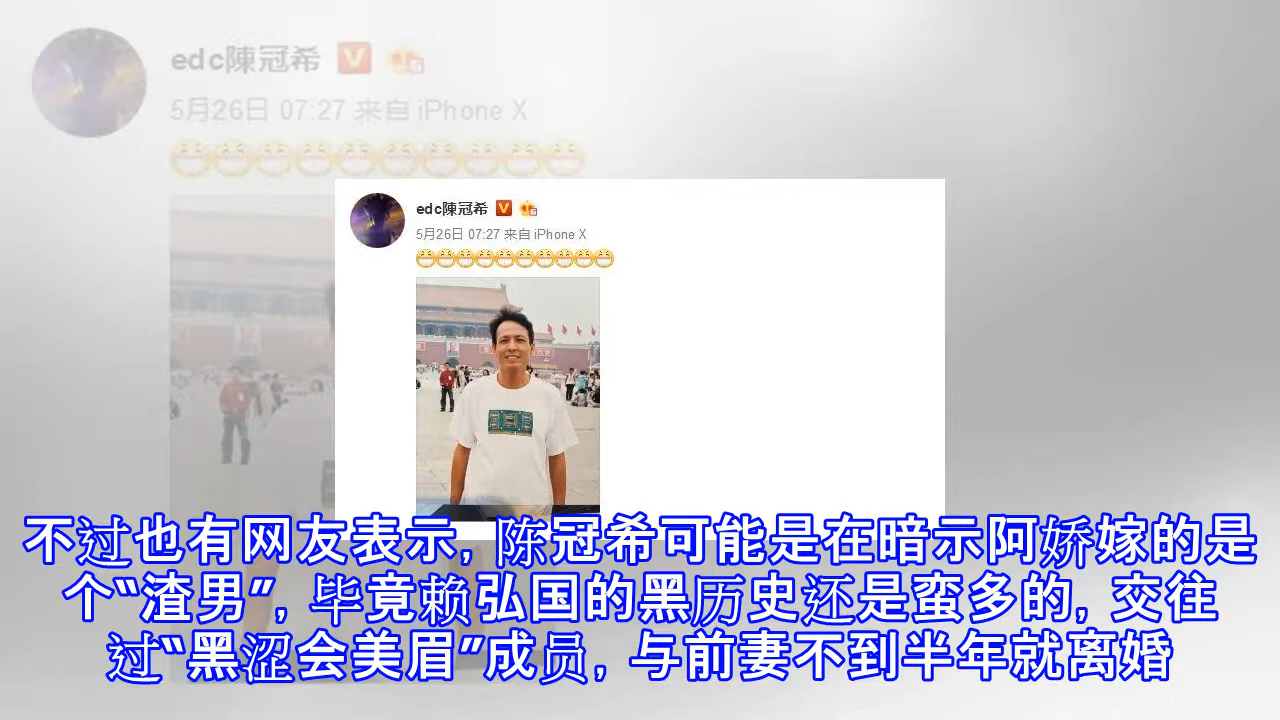 edc陳冠希
5月26日 07:27 来自 iPhone X
edc陳冠希
5月26日 07:27 来自 iPhone X
不过也有网友表示, 陈冠希可能是在暗示阿娇嫁的是
个“渣男”, 毕竟赖弘国的黑历史还是蛮多的, 交往
过“黑涩会美眉”成员, 与前妻不到半年就离婚